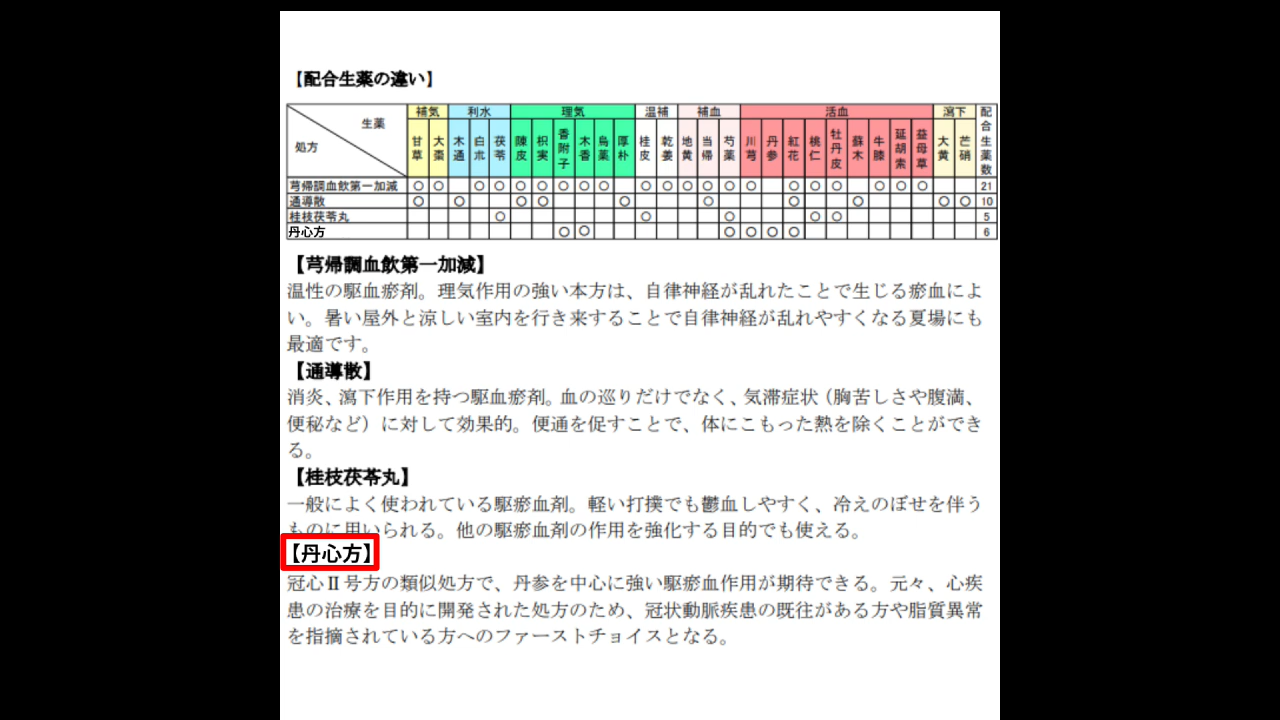 【配合生薬の違い】
生薬 処方 補気 利水 理気 温補 補血 活血 瀉下 配合生薬数
甘草 大棗 木通 白朮 茯苓 陳皮 枳実 香附子 木香 烏薬 厚朴 桂皮 乾姜 地黄 当帰 芍薬 川芎 丹参 紅花 桃仁 牡丹皮 蘇木 牛膝 延胡索 益母草 大黄 芒硝
芎帰調血飲第一加減 ○ ○ ○ ○ ○ ○ ○ ○ ○ ○ ○ ○ ○ ○ ○ ○ ○ ○ ○ ○ ○ 21
通導散 ○ ○ ○ ○ ○ ○ ○ ○ ○ ○ 10
桂枝茯苓丸 ○ ○ ○ ○ ○ 5
丹心方 ○ ○ ○ ○ ○ ○ 6
【芎帰調血飲第一加減】
温性の駆血瘀剤。理気作用の強い本方は、自律神経が乱れたことで生じる瘀血によ
い。暑い屋外と涼しい室内を行き来することで自律神経が乱れやすくなる夏場にも
最適です。
【通導散】
消炎、瀉下作用を持つ駆血瘀剤。血の巡りだけでなく、気滞症状（胸苦しさや腹満、
便秘など）に対して効果的。便通を促すことで、体にこもった熱を除くことができ
る。
【桂枝茯苓丸】
一般によく使われている駆瘀血剤。軽い打撲でも鬱血しやすく、冷えのぼせを伴う
ものに用いられる。他の駆瘀血剤の作用を強化する目的でも使える。
【丹心方】
冠心Ⅱ号方の類似処方で、丹参を中心に強い駆瘀血作用が期待できる。元々、心疾
患の治療を目的に開発された処方のため、冠状動脈疾患の既往がある方や脂質異常
を指摘されている方へのファーストチョイスとなる。